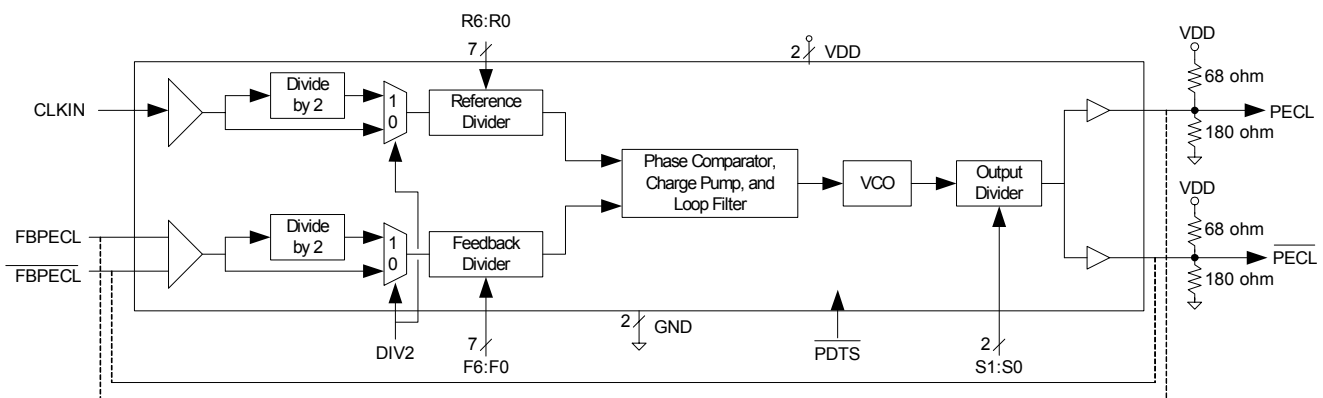 R6:R0
7
2
VDD
VDD
68 ohm
PECL
180 ohm
CLKIN
Divide
by 2
1
0
Reference
Divider
Phase Comparator,
Charge Pump, and
Loop Filter
VCO
Output
Divider
VDD
68 ohm
PECL
180 ohm
FBPECL
FBPECL
Divide
by 2
1
0
Feedback
Divider
DIV2
7
F6:F0
2
GND
PDTS
2
S1:S0